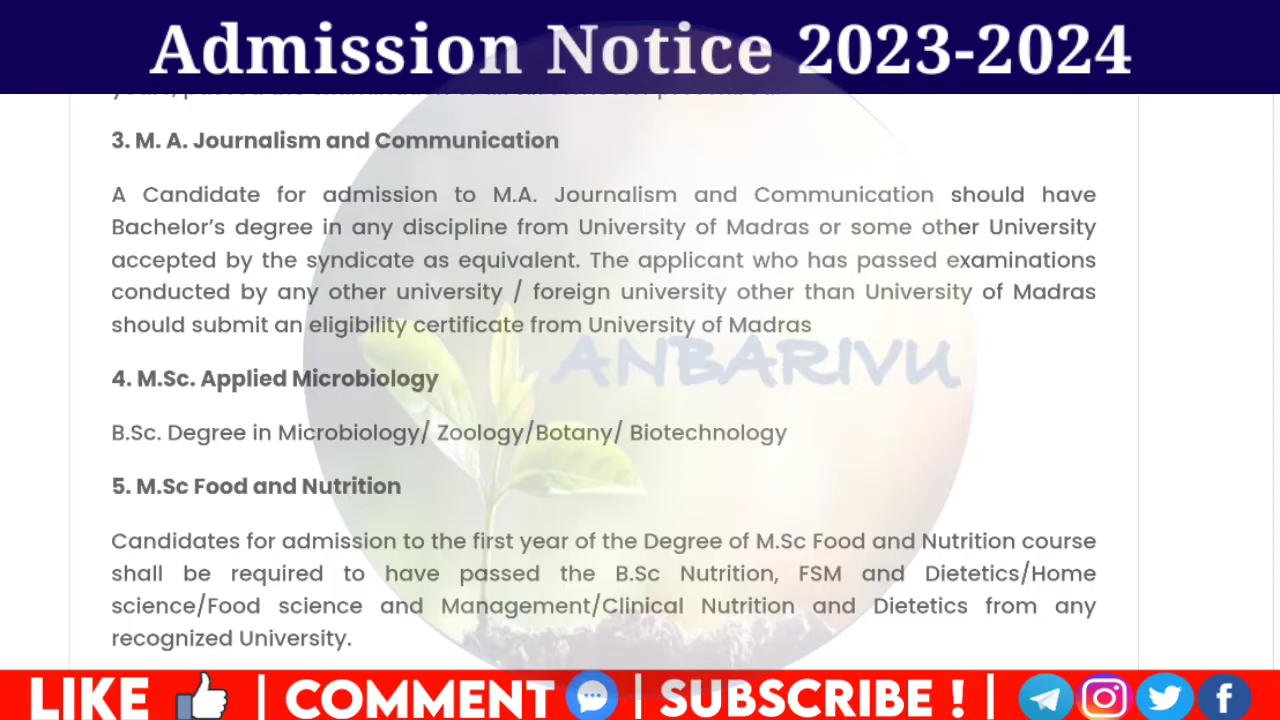 Admission Notice 2023-2024
3. M. A. Journalism and Communication
A Candidate for admission to M.A. Journalism and Communication should have
Bachelor’s degree in any discipline from University of Madras or some other University
accepted by the syndicate as equivalent. The applicant who has passed examinations
conducted by any other university / foreign university other than University of Madras
should submit an eligibility certificate from University of Madras
ANBARIVU
4. M.Sc. Applied Microbiology
B.Sc. Degree in Microbiology/ Zoology/Botany/ Biotechnology
5. M.Sc Food and Nutrition
Candidates for admission to the first year of the Degree of M.Sc Food and Nutrition course
shall be required to have passed the B.Sc Nutrition, FSM and Dietetics/Home
science/Food science and Management/Clinical Nutrition and Dietetics from any
recognized University.
LIKE | COMMENT | SUBSCRIBE ! |